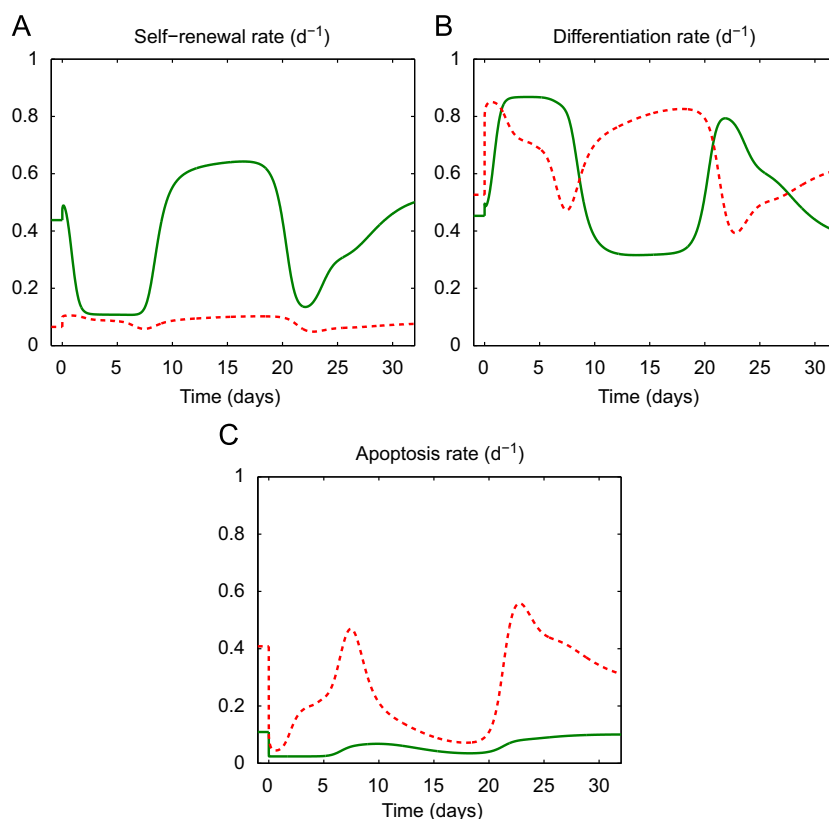 A
Self−renewal rate (d⁻¹)
1
0.8
0.6
0.4
0.2
0
0 5 10 15 20 25 30
Time (days)
B
Differentiation rate (d⁻¹)
1
0.8
0.6
0.4
0.2
0
0 5 10 15 20 25 30
Time (days)
C
Apoptosis rate (d⁻¹)
1
0.8
0.6
0.4
0.2
0
0 5 10 15 20 25 30
Time (days)